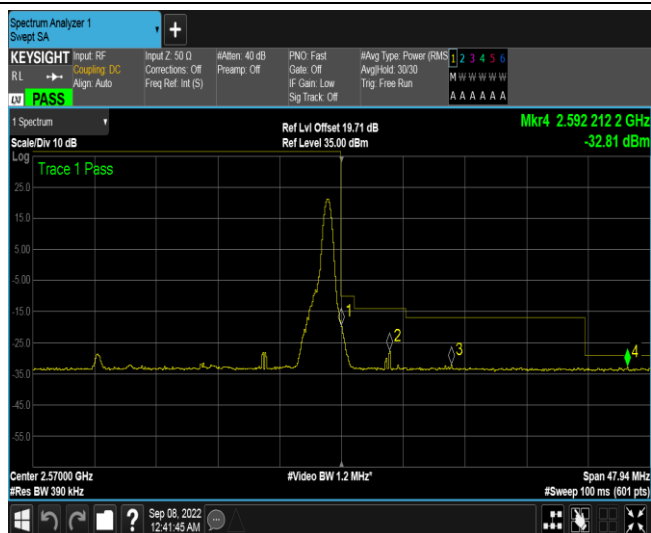 Spectrum Analyzer 1
Swept SA
KEYSIGHT
RL
LXI PASS
Input: RF
Coupling: DC
Align: Auto
Input Z: 50 Ω
Corrections: Off
Freq Ref: Int (S)
#Atten: 40 dB
Preamp: Off
PNO: Fast
Gate: Off
IF Gain: Low
Sig Track: Off
#Avg Type: Power (RMS
Avg|Hold: 30/30
Trig: Free Run
1 2 3 4 5 6
M W W W W W
A A A A A A
1 Spectrum
Scale/Div 10 dB
Ref Lvl Offset 19.71 dB
Ref Level 35.00 dBm
Mkr4 2.592 212 2 GHz
-32.81 dBm
Log
Trace 1 Pass
25.0
15.0
5.00
-5.00
-15.0
-25.0
-35.0
-45.0
-55.0
1
2
3
4
Center 2.57000 GHz
#Res BW 390 kHz
#Video BW 1.2 MHz*
Span 47.94 MHz
#Sweep 100 ms (601 pts)
?
Sep 08, 2022
12:41:45 AM